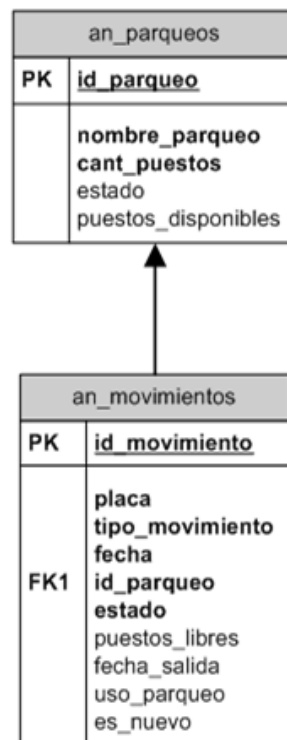 an_parqueos
PK id_parqueo
nombre_parqueo
cant_puestos
estado
puestos_disponibles
an_movimientos
PK id_movimiento
placa
tipo_movimiento
fecha
FK1 id_parqueo
estado
puestos_libres
fecha_salida
uso_parqueo
es_nuevo